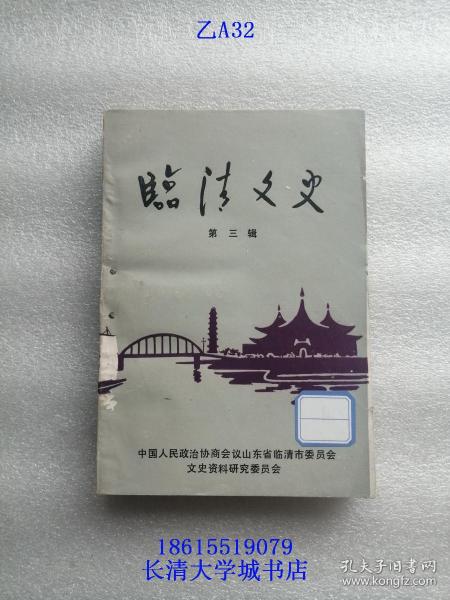 乙A32
臨清文史
第三辑
中国人民政治协商会议山东省临清市委员会
文史资料研究委员会
18615519079
长清大学城书店
孔夫子旧书网
www.kongfz.com